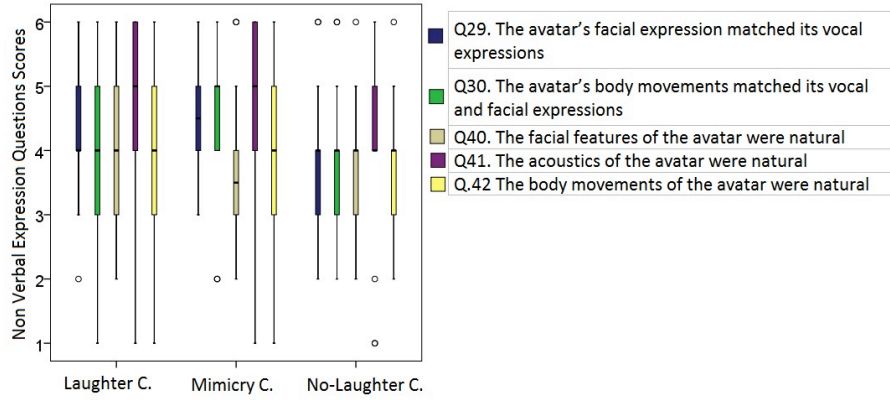 Non Verbal Expression Questions Scores
6
5
4
3
2
1
Laughter C.
Mimicry C.
No-Laughter C.
Q29. The avatar's facial expression matched its vocal
expressions
Q30. The avatar's body movements matched its vocal
and facial expressions
Q40. The facial features of the avatar were natural
Q41. The acoustics of the avatar were natural
Q.42 The body movements of the avatar were natural